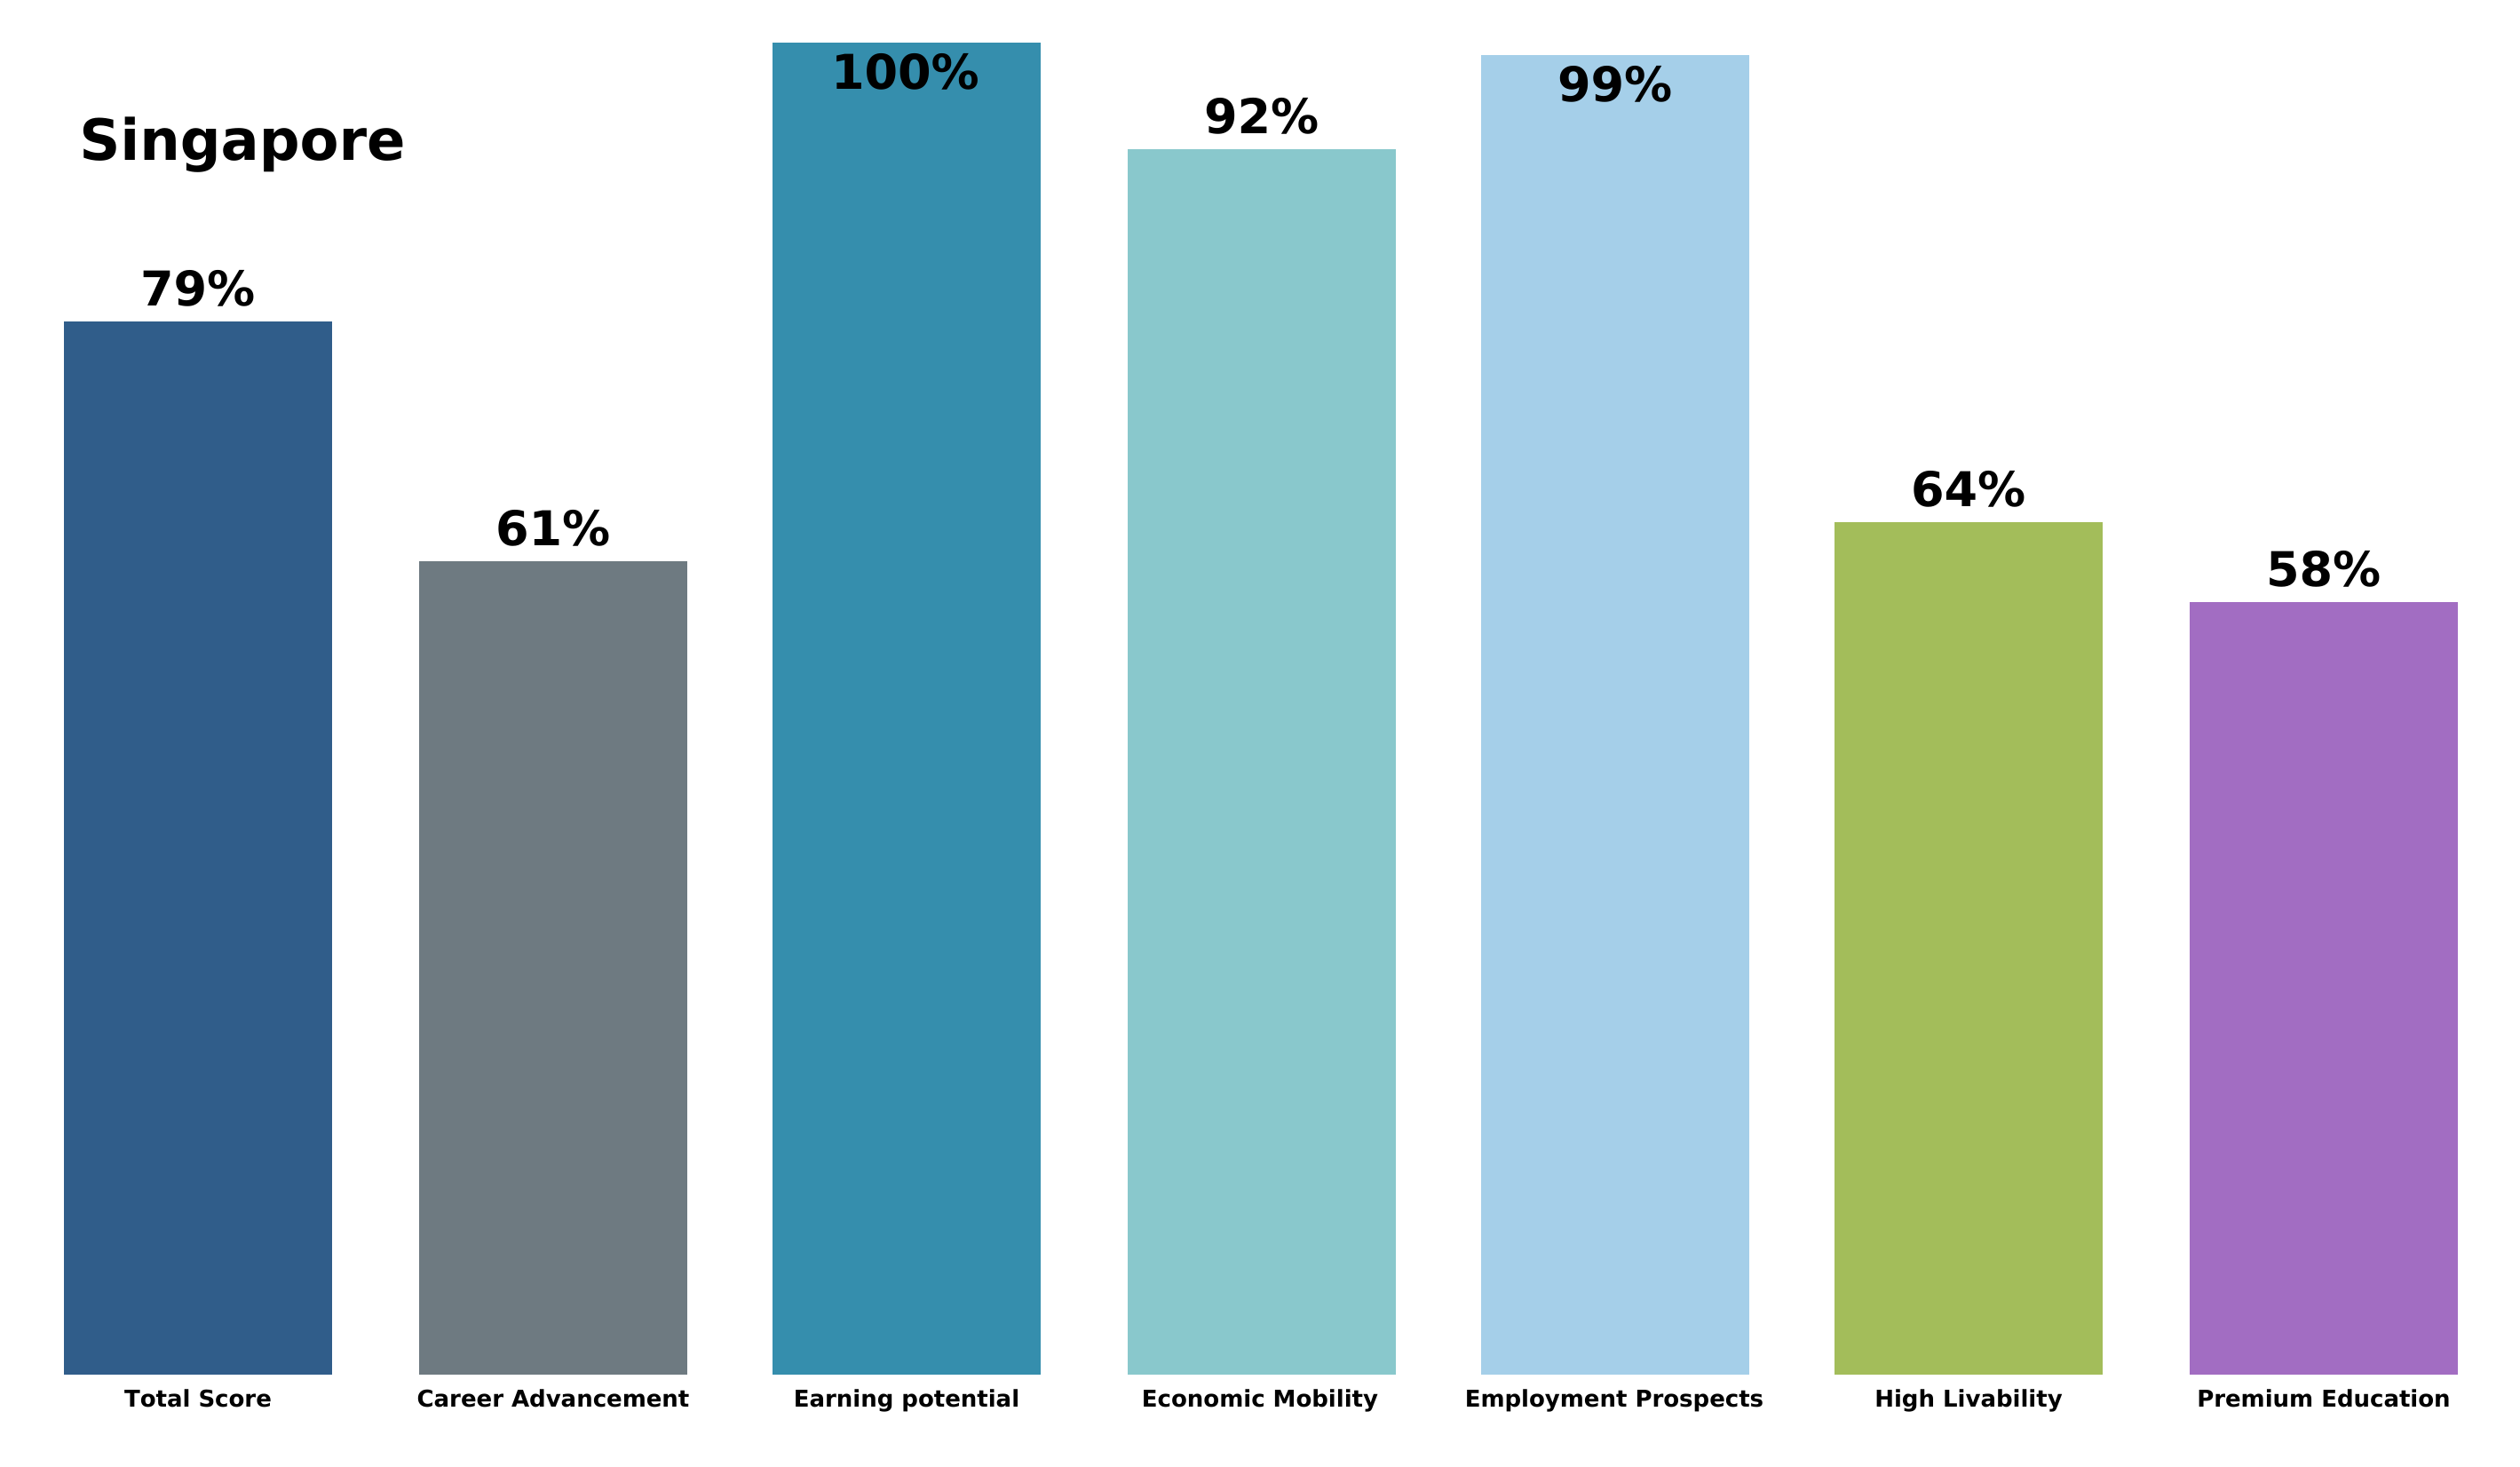 Singapore
79%
61%
100%
92%
99%
64%
58%
Total Score
Career Advancement
Earning potential
Economic Mobility
Employment Prospects
High Livability
Premium Education